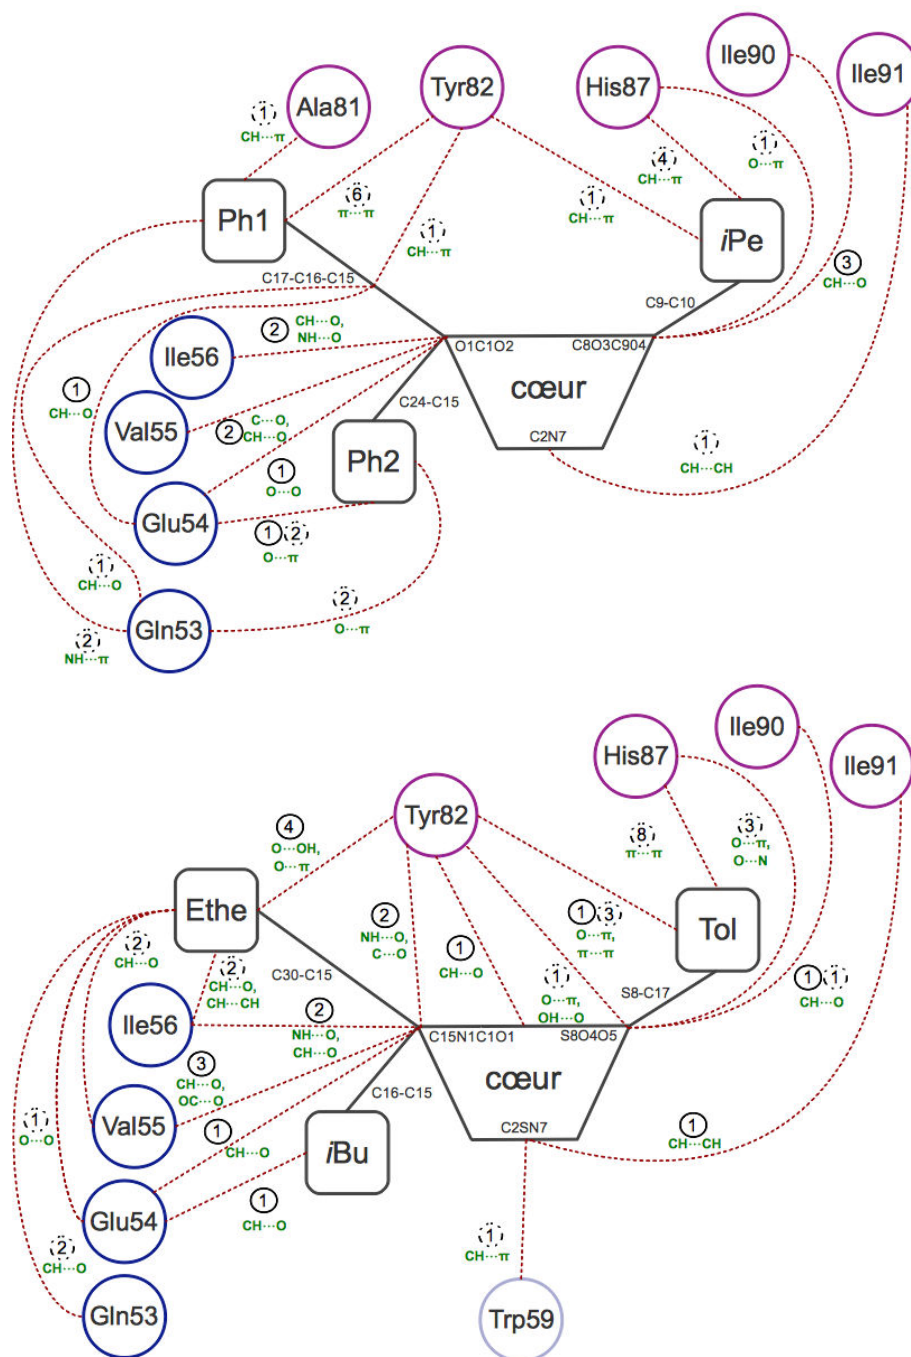 Ile90
Ile91
Tyr82
His87
Ala81
1
CH···π
1
O···π
4
CH···π
6
π···π
1
CH···π
1
CH···π
Ph1
iPe
3
CH···O
C17-C16-C15
C9-C10
2
CH···O,
NH···O
Ile56
O1C1O2
C8O3C9O4
cœur
1
CH···O
C24-C15
Val55
2
C···O,
CH···O
C2N7
1
CH···CH
Ph2
1
O···O
Glu54
1 2
O···π
1
CH···O
2
O···π
Gln53
2
NH···π
Ile90
His87
Ile91
Tyr82
4
O···OH,
O···π
8
π···π
3
O···π,
O···N
Ethe
Tol
2
NH···O,
C···O
1 3
O···π,
π···π
2
CH···O
2
CH···O,
CH···CH
1
CH···O
C30-C15
1
O···π,
OH···O
S8-C17
1 1
CH···O
Ile56
2
NH···O,
CH···O
C15N1C1O1
S8O4O5
cœur
3
CH···O,
OC···O
C16-C15
Val55
C2SN7
1
CH···CH
1
O···O
1
CH···O
iBu
Glu54
1
CH···O
2
CH···O
1
CH···π
Gln53
Trp59